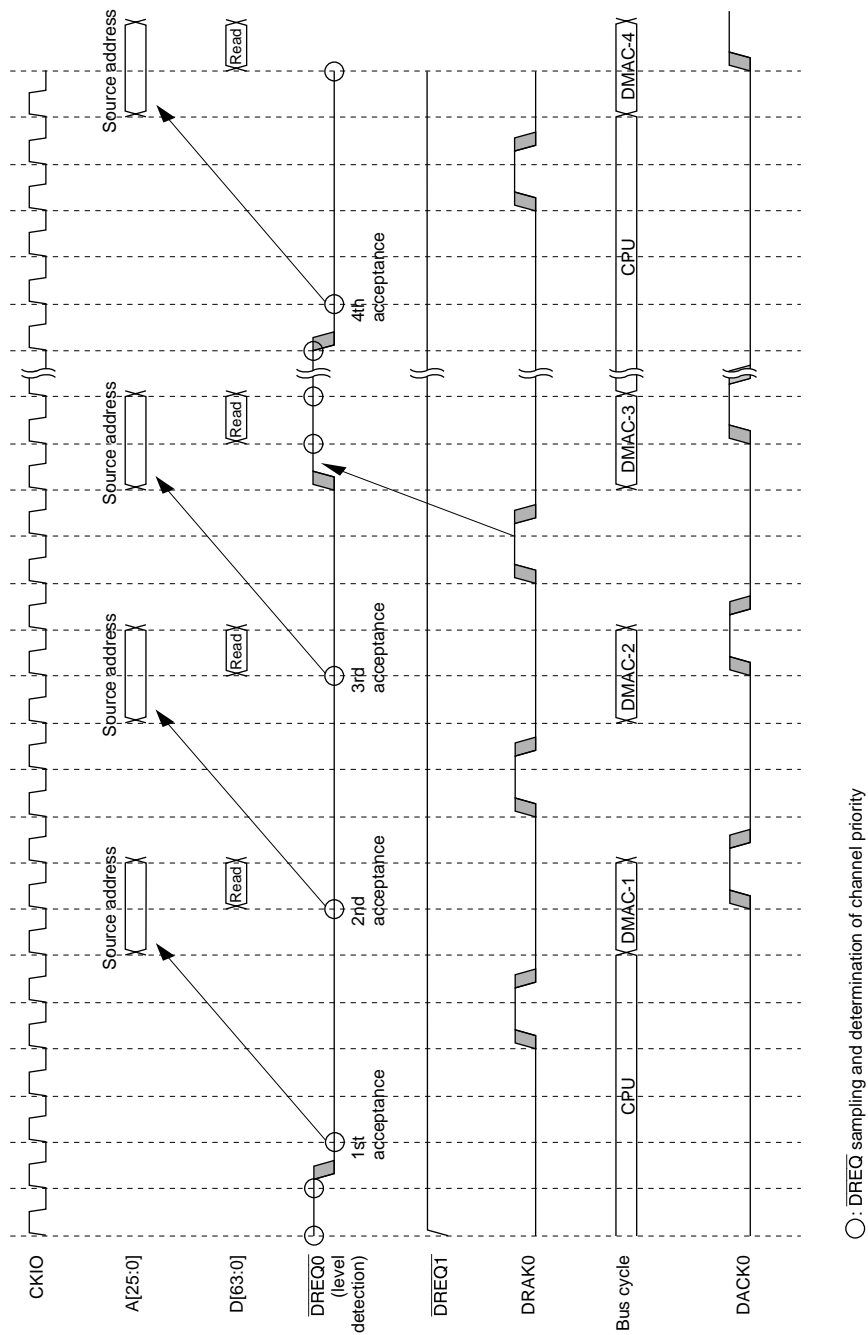 CKIO
A[25:0]
Source address
Source address
Source address
Source address
D[63:0]
Read
Read
Read
Read
DREQ0
(level
detection)
1st
acceptance
2nd
acceptance
3rd
acceptance
4th
acceptance
DREQ1
DRAK0
Bus cycle
CPU
DMAC-1
DMAC-2
DMAC-3
CPU
DMAC-4
DACK0
: DREQ sampling and determination of channel priority